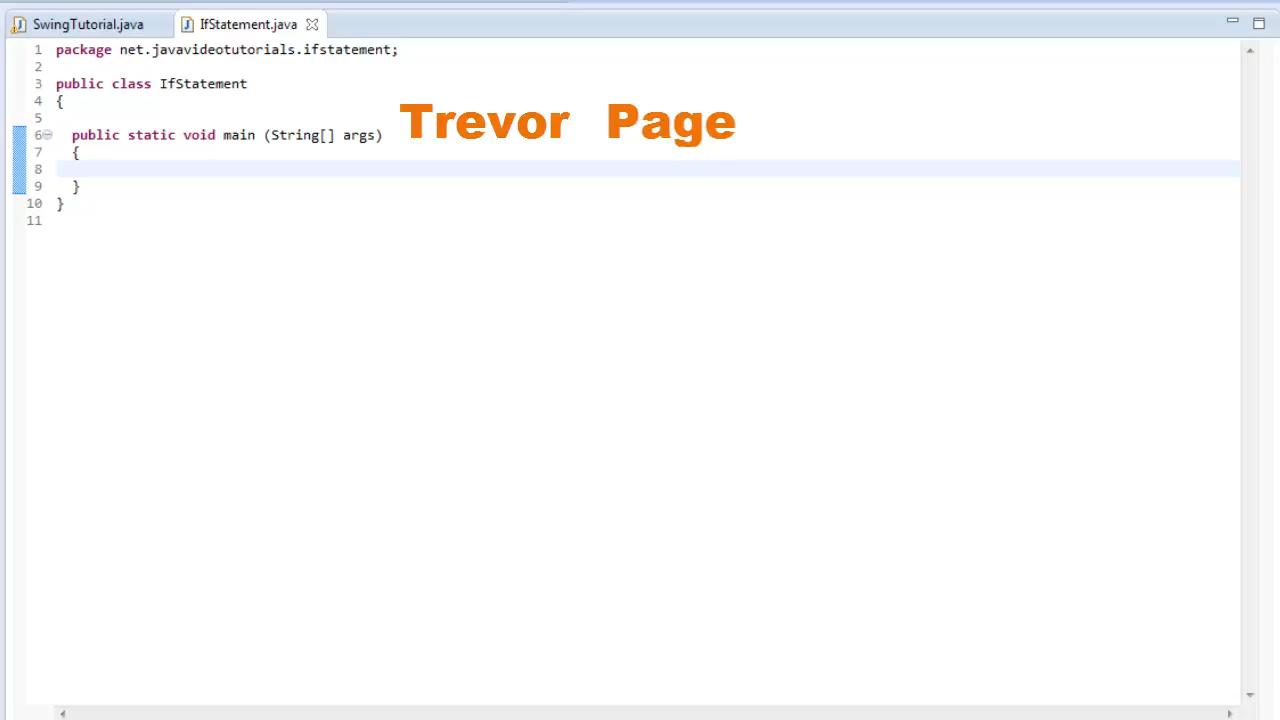 SwingTutorial.java IfStatement.java
1 package net.javavideotutorials.ifstatement;
2
3 public class IfStatement
4 {
5
6 public static void main (String[] args) Trevor Page
7 {
8
9 }
10 }
11